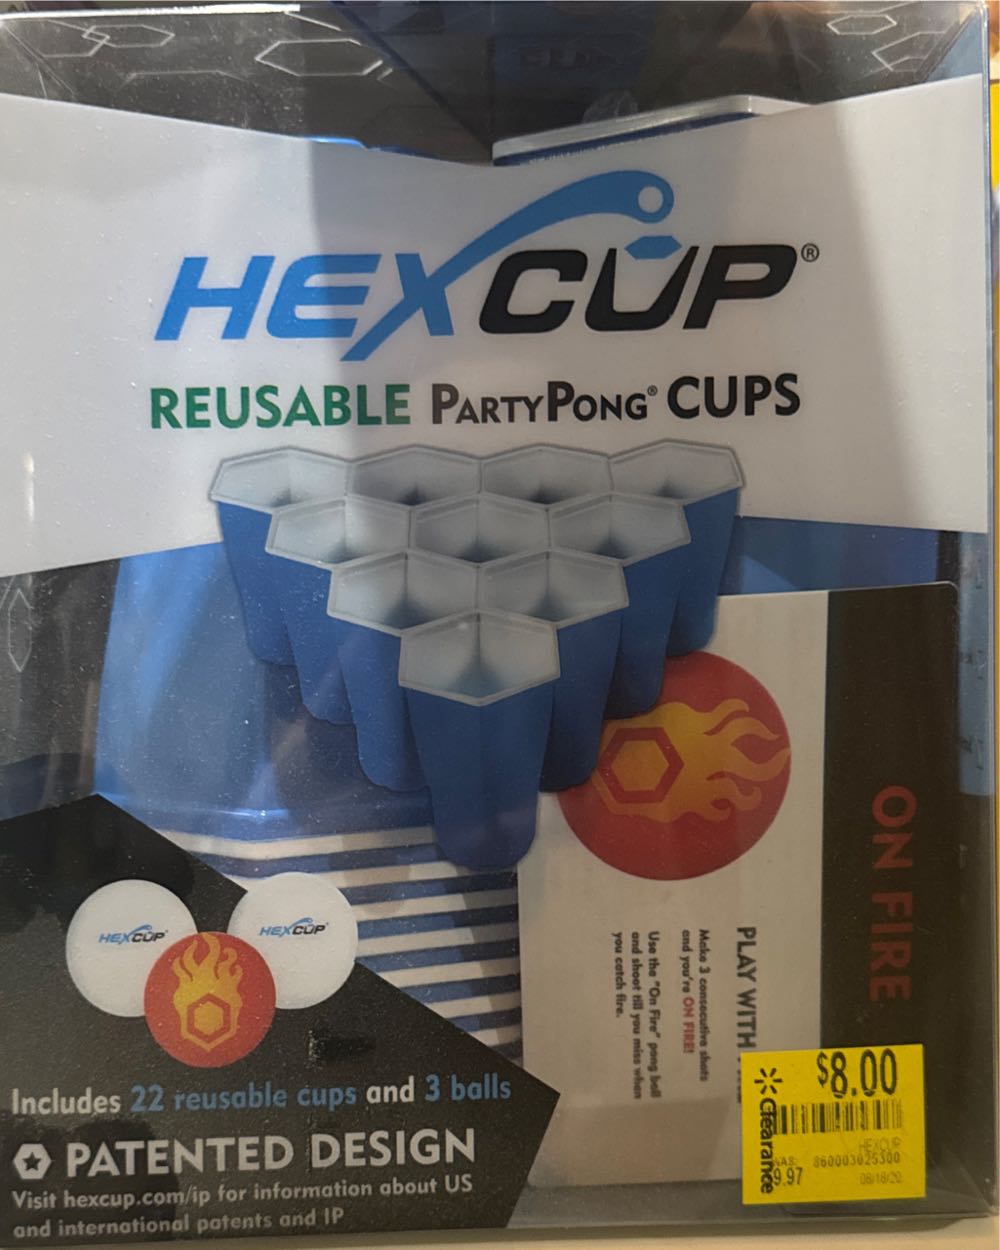 HEXCUP®
REUSABLE PARTYPONG® CUPS
ON FIRE
PLAY WITH
Make 3 consecutive shots
and you're ON FIRE!
Use the "On Fire" pong ball
and shoot till you miss when
you catch fire.
HEXCUP
HEXCUP
Includes 22 reusable cups and 3 balls
PATENTED DESIGN
Visit hexcup.com/ip for information about US
and international patents and IP
$8.00
Clearance
HEXCUP
WAS: 860003025300
9.97 08/18/20